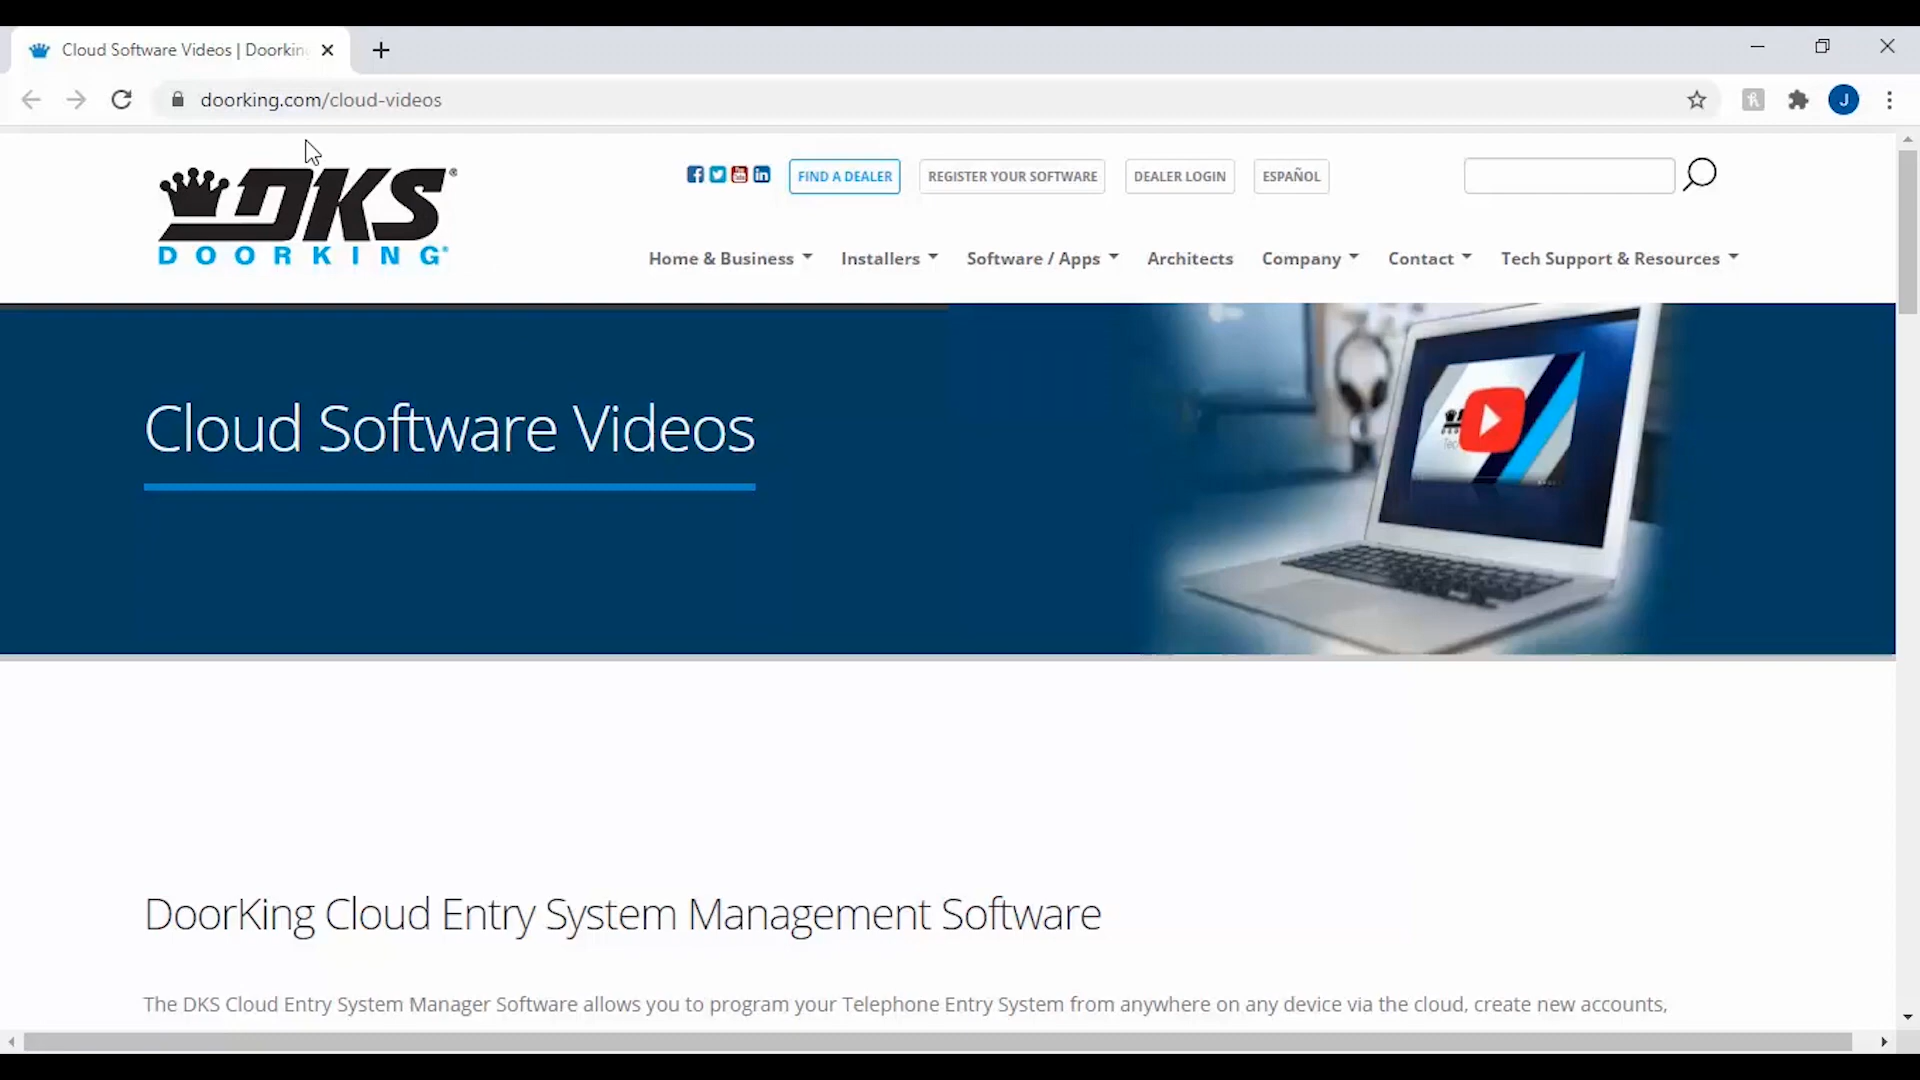 Cloud Software Videos | Doorkin
doorking.com/cloud-videos
J
DKS®
DOORKING®
FIND A DEALER
REGISTER YOUR SOFTWARE
DEALER LOGIN
ESPAÑOL
Home & Business
Installers
Software / Apps
Architects
Company
Contact
Tech Support & Resources
Cloud Software Videos
DoorKing Cloud Entry System Management Software
The DKS Cloud Entry System Manager Software allows you to program your Telephone Entry System from anywhere on any device via the cloud, create new accounts,